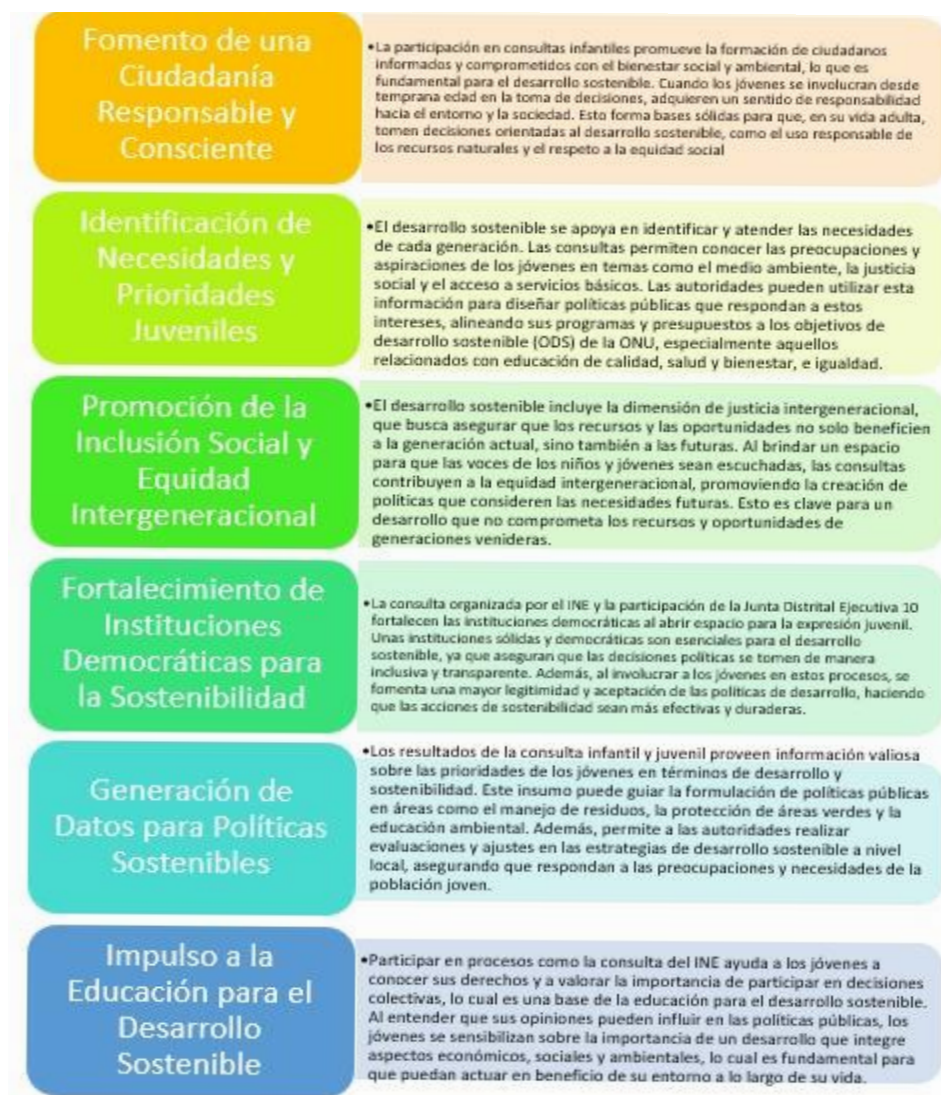 Fomento de una
Ciudadanía
Responsable y
Consciente
•La participación en consultas infantiles promueve la formación de ciudadanos
informados y comprometidos con el bienestar social y ambiental, lo que es
fundamental para el desarrollo sostenible. Cuando los jóvenes se involucran desde
temprana edad en la toma de decisiones, adquieren un sentido de responsabilidad
hacia el entorno y la sociedad. Esto forma bases sólidas para que, en su vida adulta,
tomen decisiones orientadas al desarrollo sostenible, como el uso responsable de
los recursos naturales y el respeto a la equidad social
Identificación de
Necesidades y
Prioridades
Juveniles
•El desarrollo sostenible se apoya en identificar y atender las necesidades
de cada generación. Las consultas permiten conocer las preocupaciones y
aspiraciones de los jóvenes en temas como el medio ambiente, la justicia
social y el acceso a servicios básicos. Las autoridades pueden utilizar esta
información para diseñar políticas públicas que respondan a estos
intereses, alineando sus programas y presupuestos a los objetivos de
desarrollo sostenible (ODS) de la ONU, especialmente aquellos
relacionados con educación de calidad, salud y bienestar, e igualdad.
Promoción de la
Inclusión Social y
Equidad
Intergeneracional
•El desarrollo sostenible incluye la dimensión de justicia intergeneracional,
que busca asegurar que los recursos y las oportunidades no solo beneficien
a la generación actual, sino también a las futuras. Al brindar un espacio
para que las voces de los niños y jóvenes sean escuchadas, las consultas
contribuyen a la equidad intergeneracional, promoviendo la creación de
políticas que consideren las necesidades futuras. Esto es clave para un
desarrollo que no comprometa los recursos y oportunidades de
generaciones venideras.
Fortalecimiento de
Instituciones
Democráticas para
la Sostenibilidad
•La consulta organizada por el INE y la participación de la Junta Distrital Ejecutiva 10
fortalecen las instituciones democráticas al abrir espacio para la expresión juvenil.
Unas instituciones sólidas y democráticas son esenciales para el desarrollo
sostenible, ya que aseguran que las decisiones políticas se tomen de manera
inclusiva y transparente. Además, al involucrar a los jóvenes en estos procesos, se
fomenta una mayor legitimidad y aceptación de las políticas de desarrollo, haciendo
que las acciones de sostenibilidad sean más efectivas y duraderas.
Generación de
Datos para Políticas
Sostenibles
•Los resultados de la consulta infantil y juvenil proveen información valiosa
sobre las prioridades de los jóvenes en términos de desarrollo y
sostenibilidad. Este insumo puede guiar la formulación de políticas públicas
en áreas como el manejo de residuos, la protección de áreas verdes y la
educación ambiental. Además, permite a las autoridades realizar
evaluaciones y ajustes en las estrategias de desarrollo sostenible a nivel
local, asegurando que respondan a las preocupaciones y necesidades de la
población joven.
Impulso a la
Educación para el
Desarrollo
Sostenible
•Participar en procesos como la consulta del INE ayuda a los jóvenes a
conocer sus derechos y a valorar la importancia de participar en decisiones
colectivas, lo cual es una base de la educación para el desarrollo sostenible.
Al entender que sus opiniones pueden influir en las políticas públicas, los
jóvenes se sensibilizan sobre la importancia de un desarrollo que integre
aspectos económicos, sociales y ambientales, lo cual es fundamental para
que puedan actuar en beneficio de su entorno a lo largo de su vida.